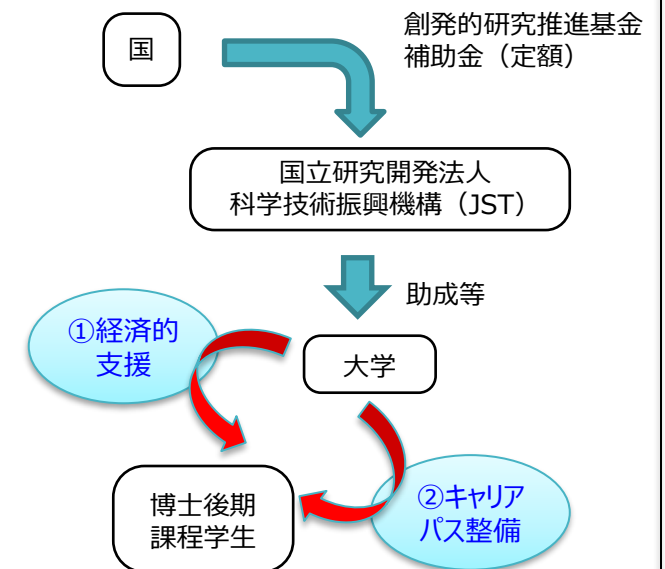 国
創発的研究推進基金
補助金（定額）
国立研究開発法人
科学技術振興機構（JST）
助成等
①経済的
支援
大学
博士後期
課程学生
②キャリア
パス整備